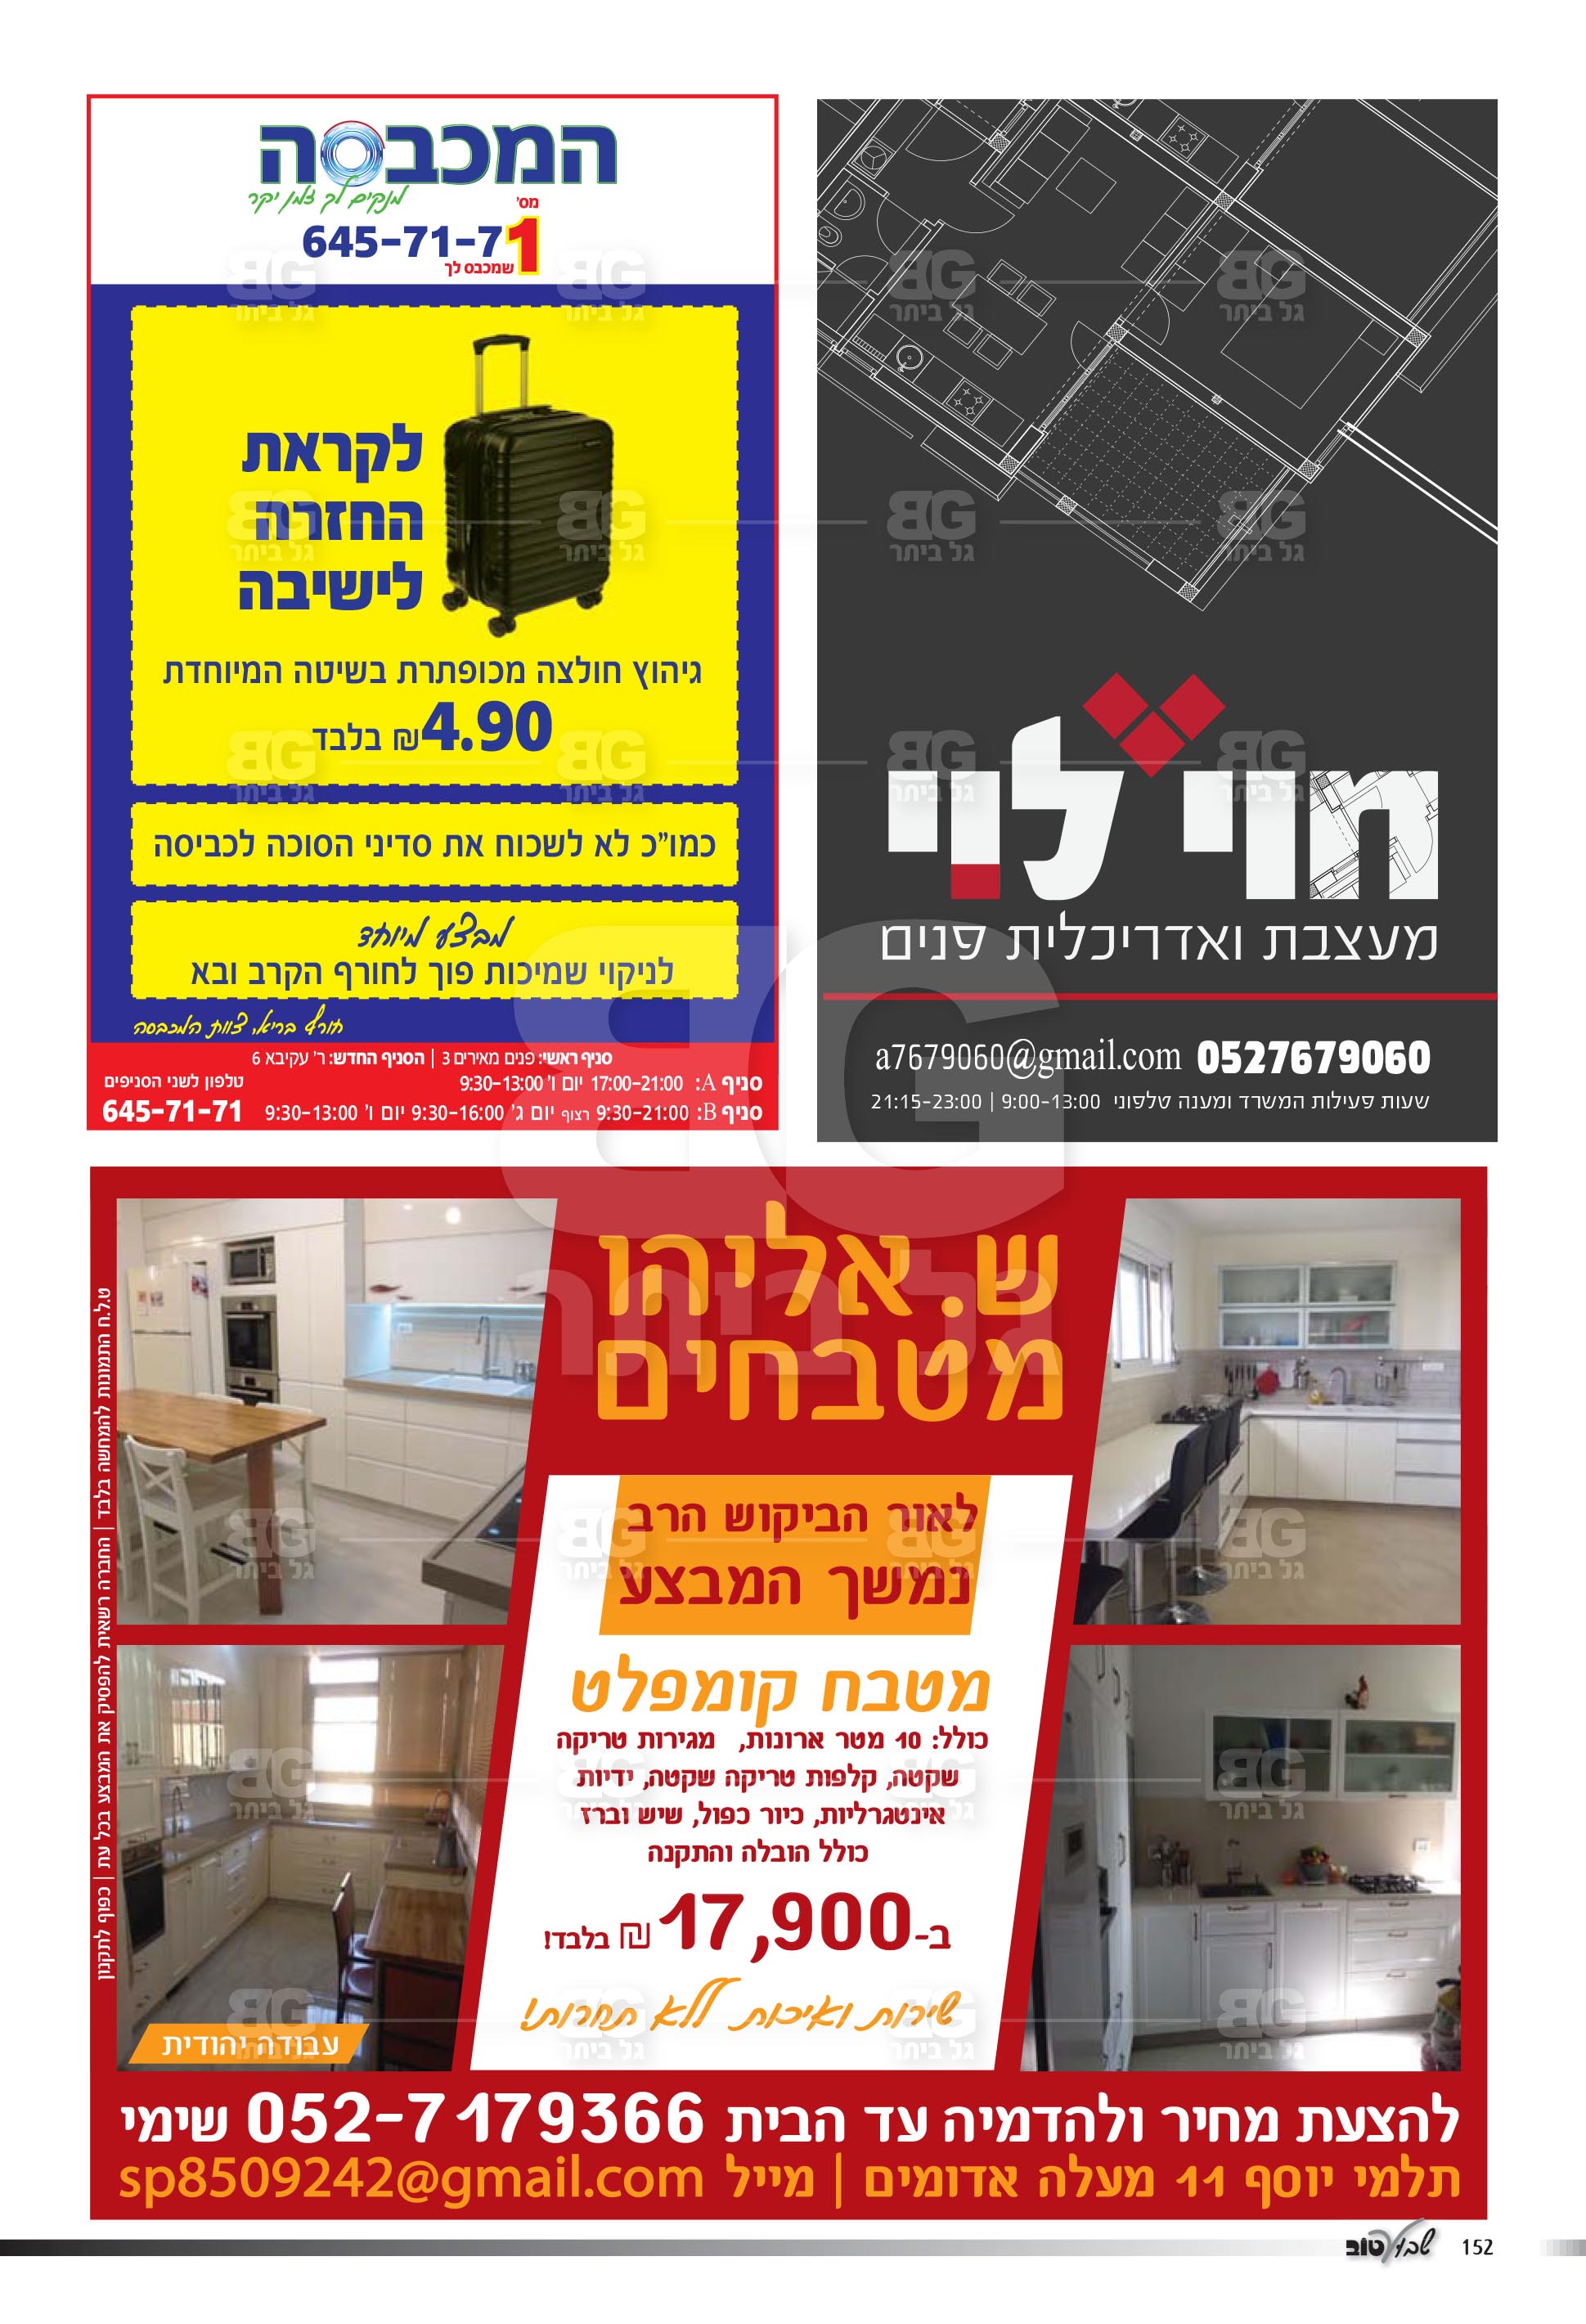 מוי לוי
מעצבת ואדריכלית פנים
0527679060 a7679060@gmail.com
שעות פעילות המשרד ומענה טלפוני 9:00-13:00 | 21:15-23:00
המכבסה
מנקים לך צמן יקר
מס'
1
645-71-7
שמכבס לך
לקראת
החזרה
לישיבה
גיהוץ חולצה מכופתרת בשיטה המיוחדת
4.90 ₪ בלבד
כמו"כ לא לשכוח את סדיני הסוכה לכביסה
מבצע מיוחד
לניקוי שמיכות פוך לחורף הקרב ובא
חורף בריא, צוות המכבסה
סניף ראשי: פנים מאירים 3 | הסניף החדש: ר' עקיבא 6
סניף A: 17:00-21:00 יום ו' 9:30-13:00
סניף B: 9:30-21:00 רצוף יום ג' 9:30-16:00 יום ו' 9:30-13:00
טלפון לשני הסניפים
645-71-71
ש.אליהו
מטבחים
לאור הביקוש הרב
נמשך המבצע
מטבח קומפלט
כולל: 10 מטר ארונות, מגירות טריקה
שקטה, קלפות טריקה שקטה, ידיות
אינטגרליות, כיור כפול, שיש וברז
כולל הובלה והתקנה
ב-17,900 ₪ בלבד!
שירות ואיכות ללא תחרות!
עבודה יהודית
ט.ל.ח התמונות להמחשה בלבד | החברה רשאית להפסיק את המבצע בכל עת | כפוף לתקנון
להצעת מחיר ולהדמיה עד הבית 052-7179366 שימי
תלמי יוסף 11 מעלה אדומים | מייל sp8509242@gmail.com
BG
גל ביתר
152 שבוע טוב